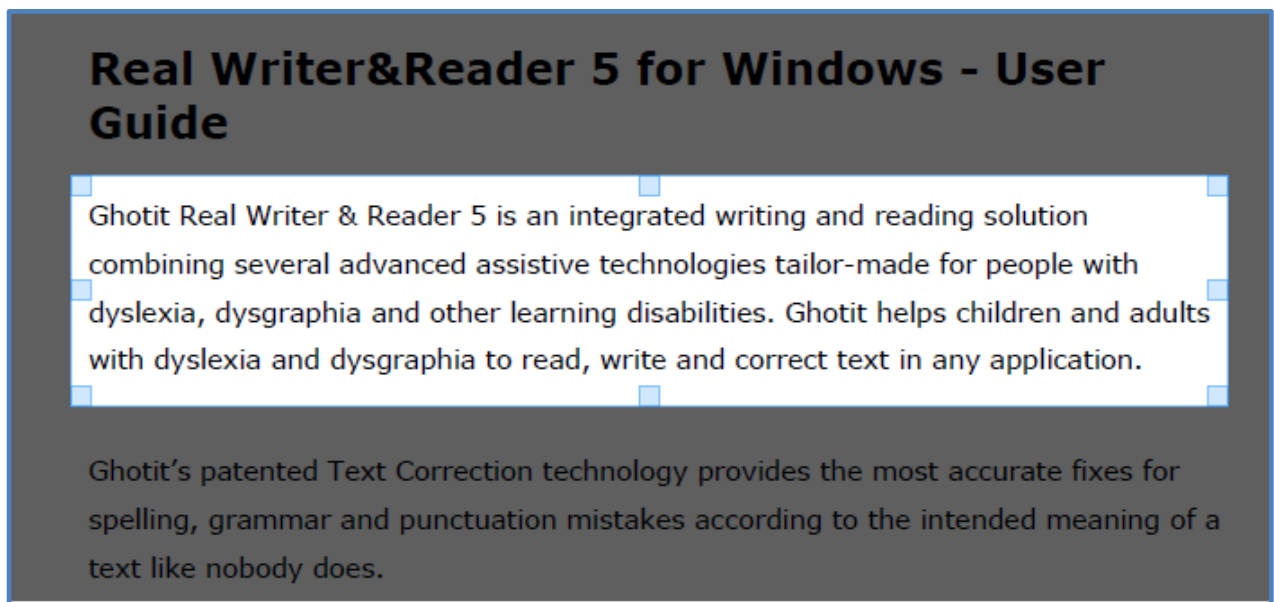 Real Writer&Reader 5 for Windows - User
Guide
Ghotit Real Writer & Reader 5 is an integrated writing and reading solution
combining several advanced assistive technologies tailor-made for people with
dyslexia, dysgraphia and other learning disabilities. Ghotit helps children and adults
with dyslexia and dysgraphia to read, write and correct text in any application.
Ghotit’s patented Text Correction technology provides the most accurate fixes for
spelling, grammar and punctuation mistakes according to the intended meaning of a
text like nobody does.